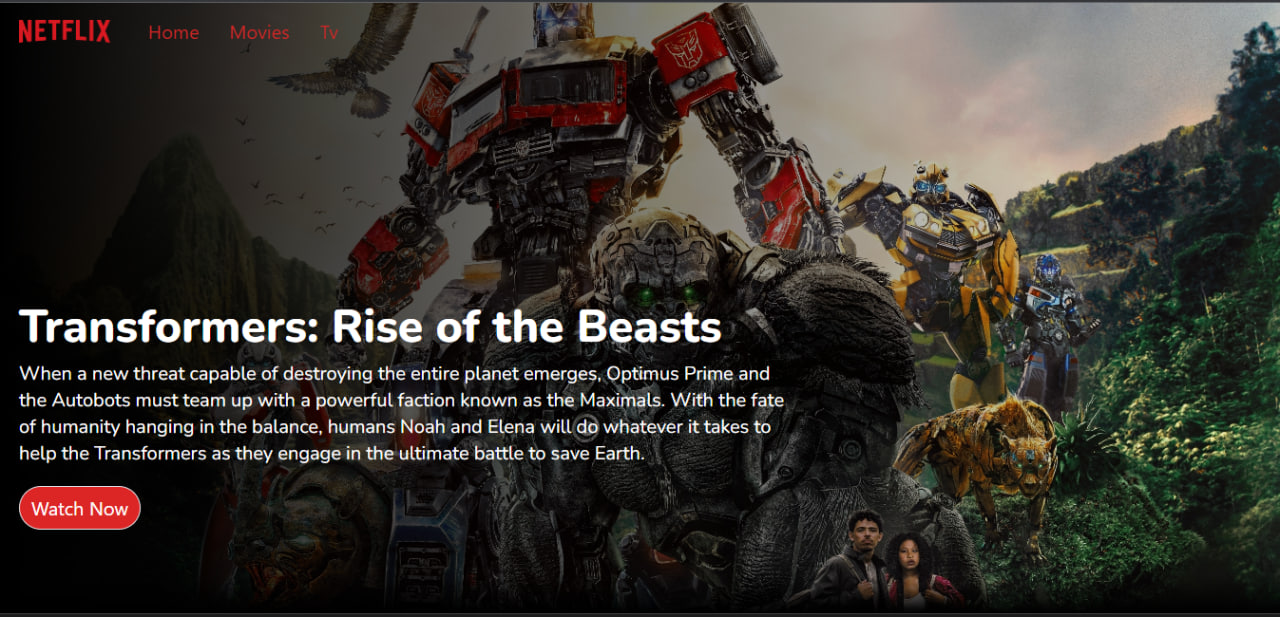 NETFLIX Home Movies Tv
Transformers: Rise of the Beasts
When a new threat capable of destroying the entire planet emerges, Optimus Prime and
the Autobots must team up with a powerful faction known as the Maximals. With the fate
of humanity hanging in the balance, humans Noah and Elena will do whatever it takes to
help the Transformers as they engage in the ultimate battle to save Earth.
Watch Now